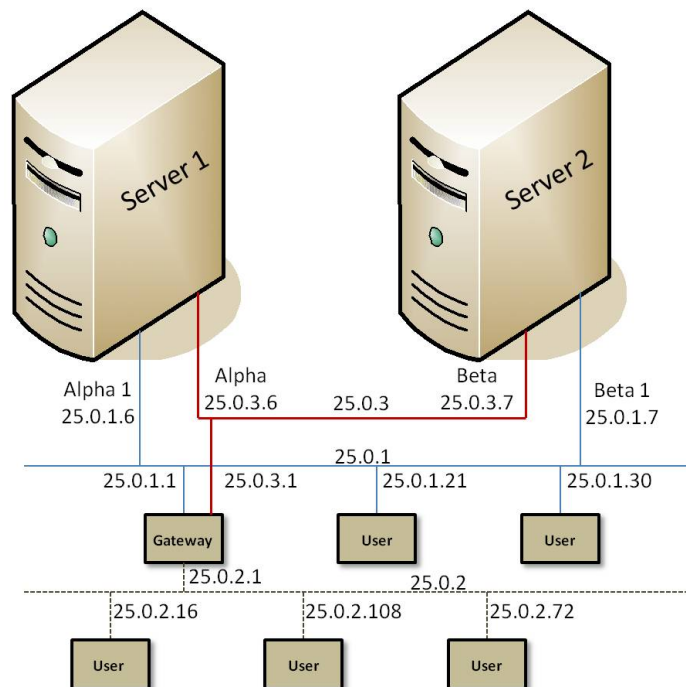 Server 1
Server 2
Alpha 1
25.0.1.6
Alpha
25.0.3.6
25.0.3
Beta
25.0.3.7
Beta 1
25.0.1.7
25.0.1
25.0.1.1
25.0.3.1
25.0.1.21
25.0.1.30
Gateway
User
User
25.0.2.1
25.0.2
25.0.2.16
25.0.2.108
25.0.2.72
User
User
User